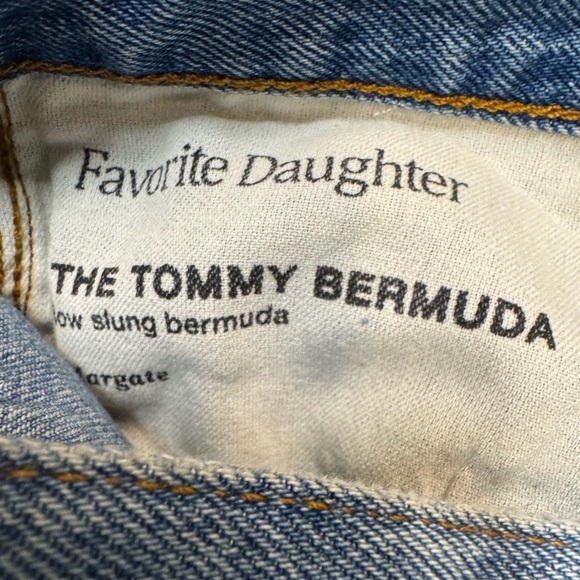 Favorite Daughter
THE TOMMY BERMUDA
low slung bermuda
Margate